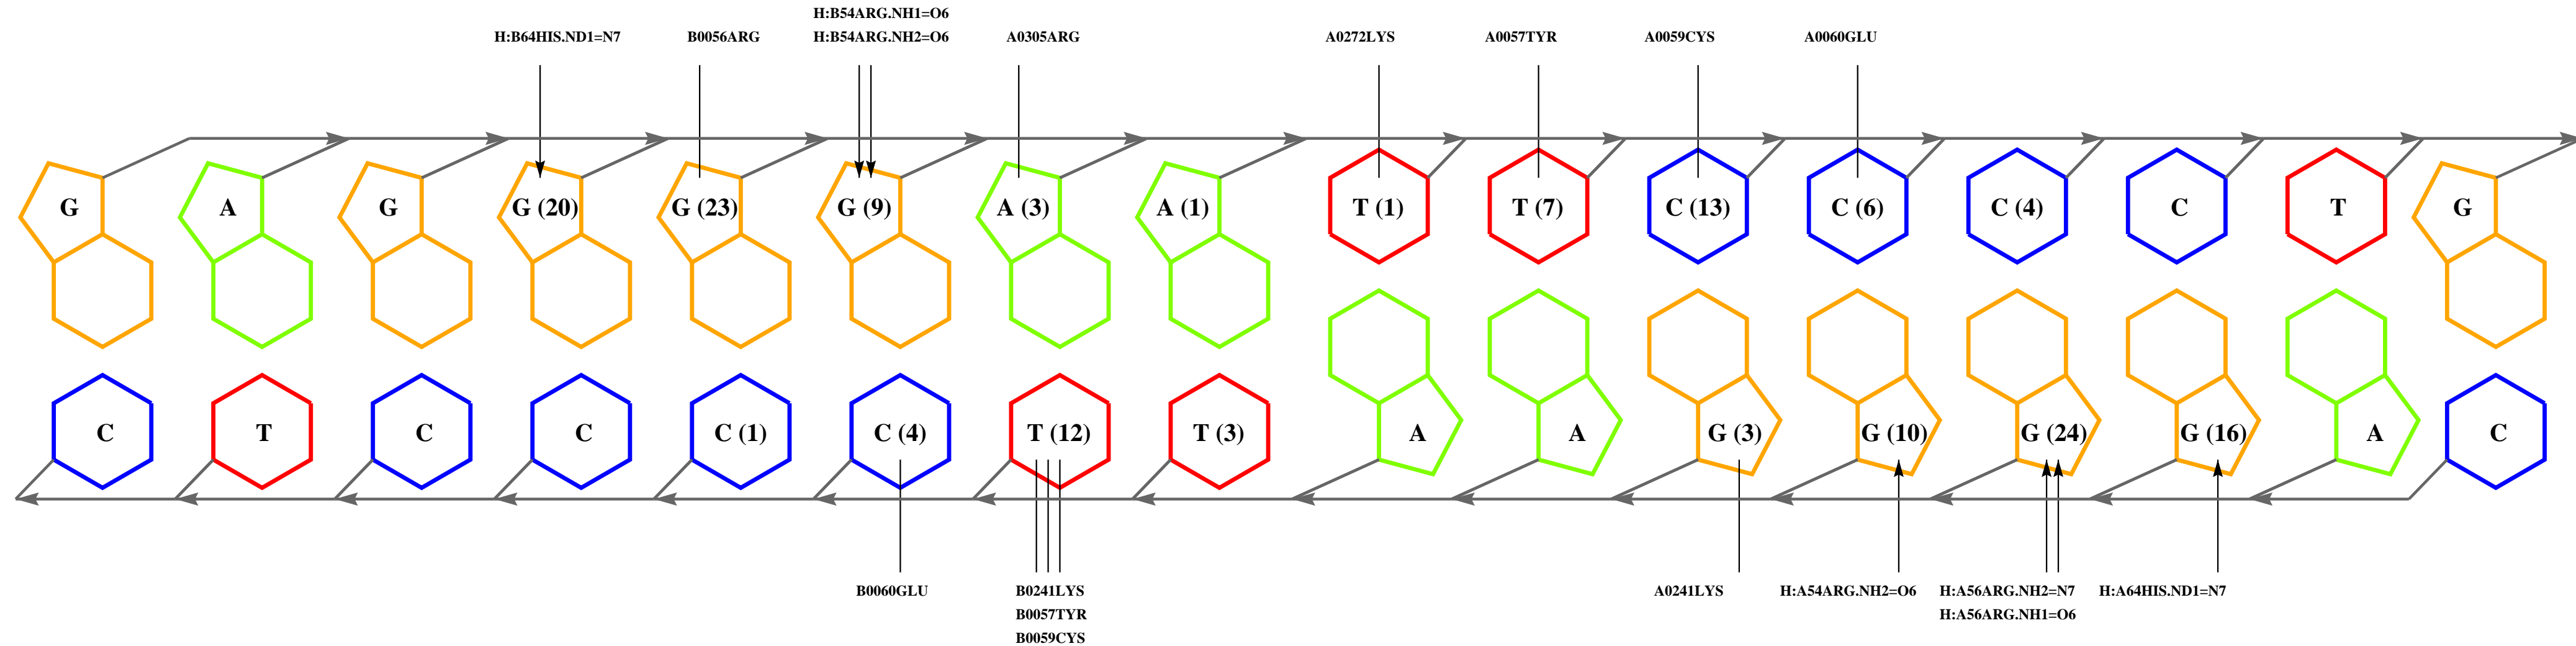 H:B54ARG.NH1=O6
H:B64HIS.ND1=N7 B0056ARG H:B54ARG.NH2=O6 A0305ARG A0272LYS A0057TYR A0059CYS A0060GLU
G A G G (20) G (23) G (9) A (3) A (1) T (1) T (7) C (13) C (6) C (4) C T G
C T C C C (1) C (4) T (12) T (3) A A G (3) G (10) G (24) G (16) A C
B0060GLU B0241LYS A0241LYS H:A54ARG.NH2=O6 H:A56ARG.NH2=N7 H:A64HIS.ND1=N7
B0057TYR H:A56ARG.NH1=O6
B0059CYS